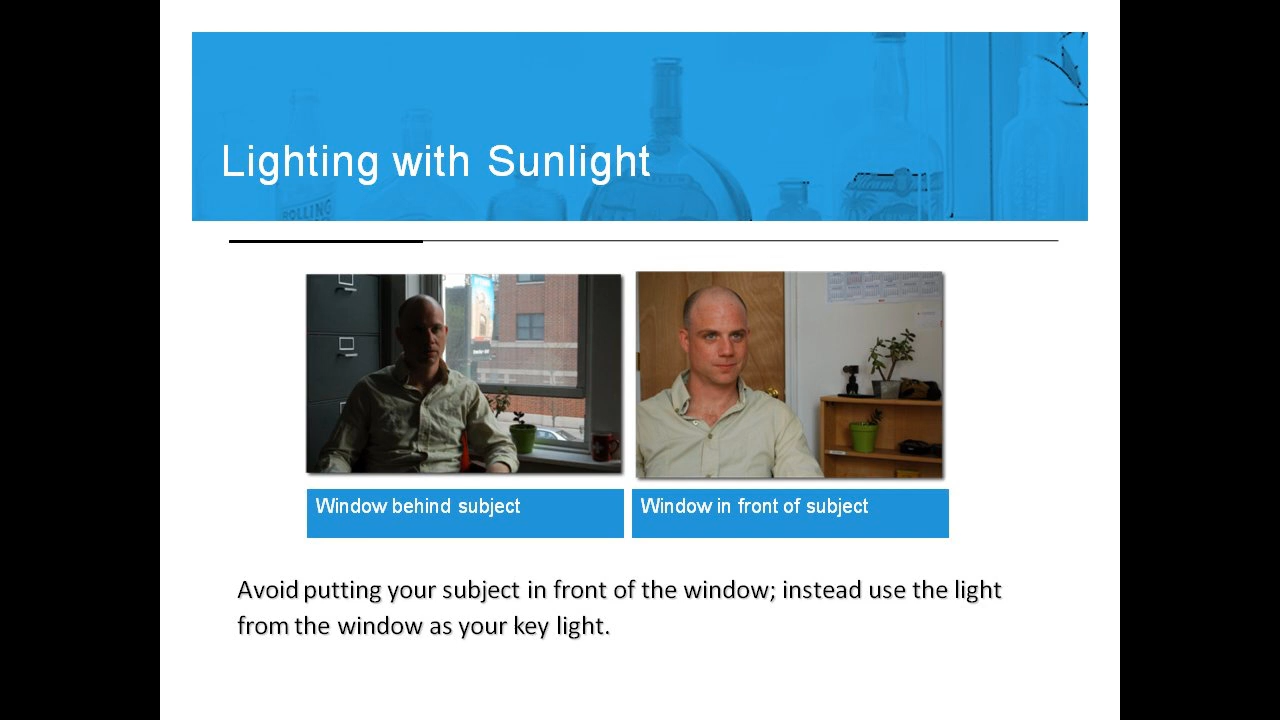 Lighting with Sunlight
ROLLING
Window behind subject
Window in front of subject
Avoid putting your subject in front of the window; instead use the light
from the window as your key light.